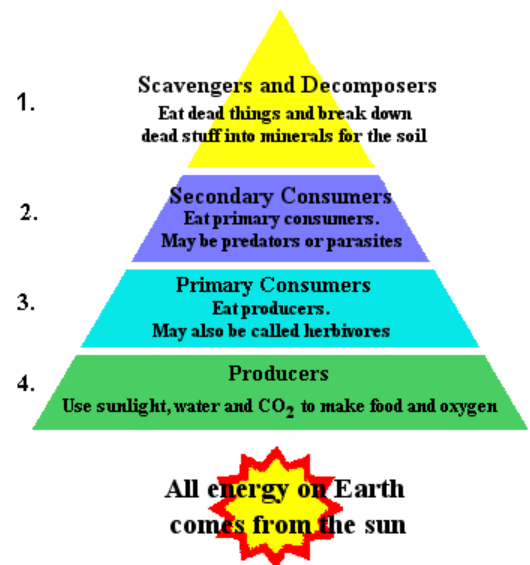 1.
Scavengers and Decomposers
Eat dead things and break down
dead stuff into minerals for the soil
2.
Secondary Consumers
Eat primary consumers.
May be predators or parasites
3.
Primary Consumers
Eat producers.
May also be called herbivores
4.
Producers
Use sunlight, water and CO₂ to make food and oxygen
All energy on Earth
comes from the sun